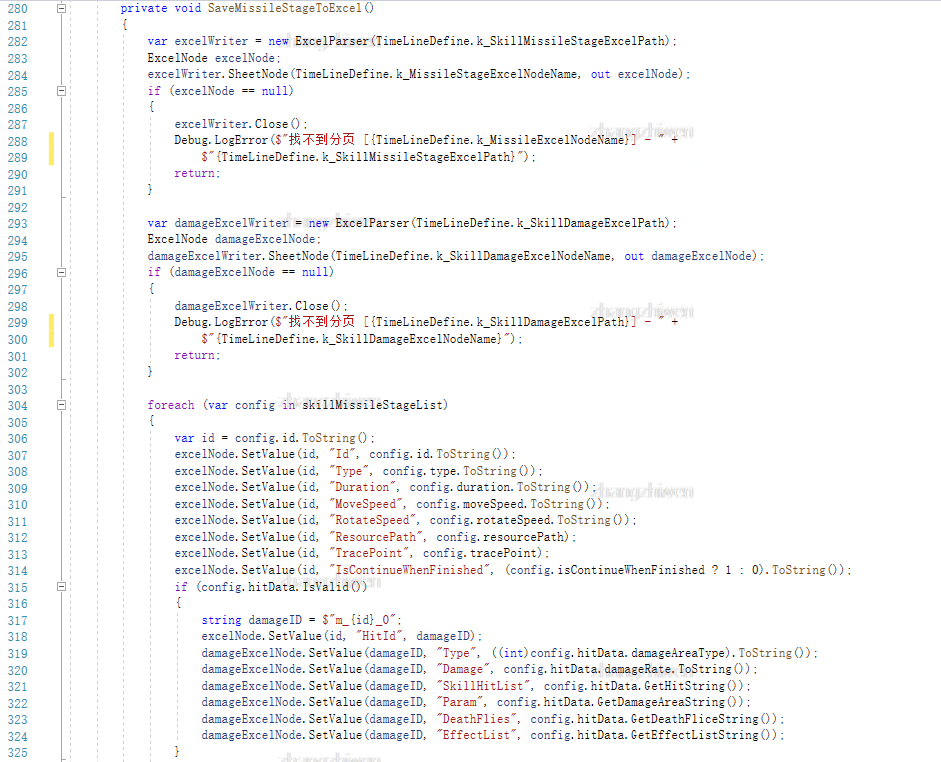 280 private void SaveMissileStageToExcel()
281 {
282 var excelWriter = new ExcelParser(TimeLineDefine.k_SkillMissileStageExcelPath);
283 ExcelNode excelNode;
284 excelWriter.SheetNode(TimeLineDefine.k_MissileStageExcelNodeName, out excelNode);
285 if (excelNode == null)
286 {
287 excelWriter.Close();
288 Debug.LogError($"找不到分页 [{TimeLineDefine.k_MissileExcelNodeName}] - " +
289 $"{TimeLineDefine.k_SkillMissileStageExcelPath}");
290 return;
291 }
292
293 var damageExcelWriter = new ExcelParser(TimeLineDefine.k_SkillDamageExcelPath);
294 ExcelNode damageExcelNode;
295 damageExcelWriter.SheetNode(TimeLineDefine.k_SkillDamageExcelNodeName, out damageExcelNode);
296 if (damageExcelNode == null)
297 {
298 damageExcelWriter.Close();
299 Debug.LogError($"找不到分页 [{TimeLineDefine.k_SkillDamageExcelPath}] - " +
300 $"{TimeLineDefine.k_SkillDamageExcelNodeName}");
301 return;
302 }
303
304 foreach (var config in skillMissileStageList)
305 {
306 var id = config.id.ToString();
307 excelNode.SetValue(id, "Id", config.id.ToString());
308 excelNode.SetValue(id, "Type", config.type.ToString());
309 excelNode.SetValue(id, "Duration", config.duration.ToString());
310 excelNode.SetValue(id, "MoveSpeed", config.moveSpeed.ToString());
311 excelNode.SetValue(id, "RotateSpeed", config.rotateSpeed.ToString());
312 excelNode.SetValue(id, "ResourcePath", config.resourcePath);
313 excelNode.SetValue(id, "TracePoint", config.tracePoint);
314 excelNode.SetValue(id, "IsContinueWhenFinished", (config.isContinueWhenFinished ? 1 : 0).ToString());
315 if (config.hitData.IsValid())
316 {
317 string damageID = $"m_{id}_0";
318 excelNode.SetValue(id, "HitId", damageID);
319 damageExcelNode.SetValue(damageID, "Type", ((int)config.hitData.damageAreaType).ToString());
320 damageExcelNode.SetValue(damageID, "Damage", config.hitData.damageRate.ToString());
321 damageExcelNode.SetValue(damageID, "SkillHitList", config.hitData.GetHitString());
322 damageExcelNode.SetValue(damageID, "Param", config.hitData.GetDamageAreaString());
323 damageExcelNode.SetValue(damageID, "DeathFlies", config.hitData.GetDeathFliceString());
324 damageExcelNode.SetValue(damageID, "EffectList", config.hitData.GetEffectListString());
325 }